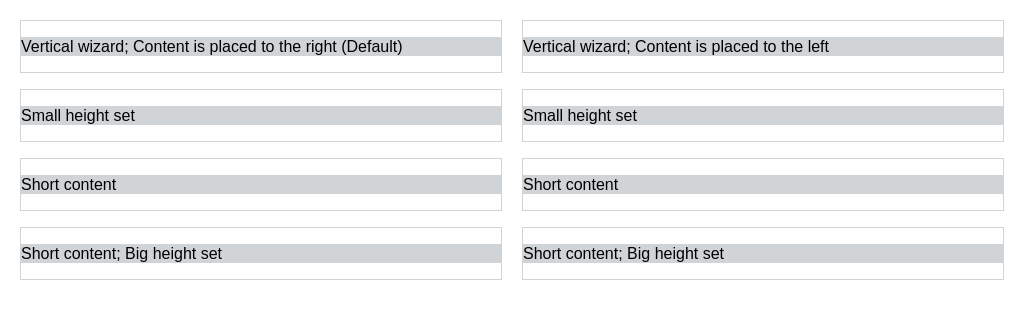 Vertical wizard; Content is placed to the right (Default)
Vertical wizard; Content is placed to the left
Small height set
Small height set
Short content
Short content
Short content; Big height set
Short content; Big height set